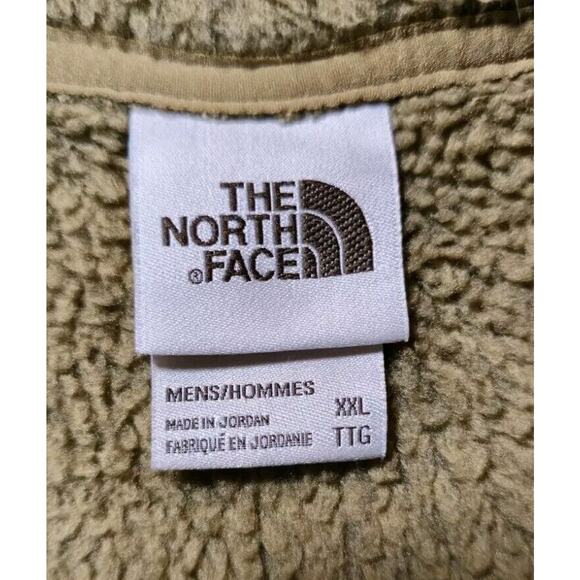 THE
NORTH
®FACE
MENS/HOMMES
XXL
MADE IN JORDAN
FABRIQUÉ EN JORDANIE
TTG